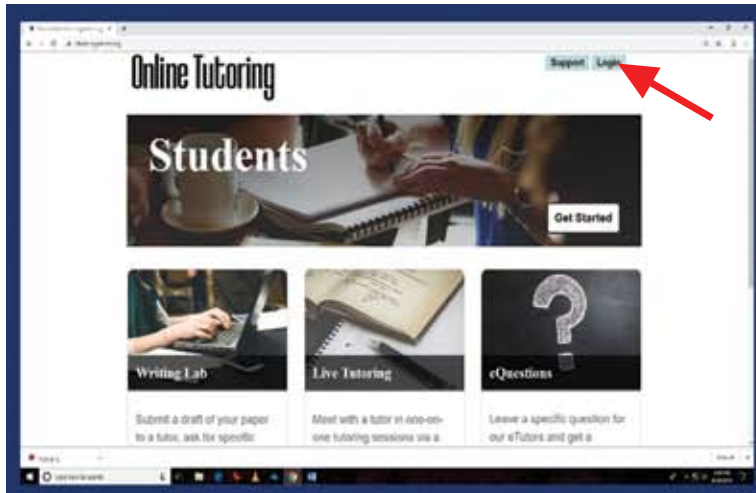 Online Tutoring
Support Login
Students
Get Started
Writing Lab
Live Tutoring
eQuestions
Submit a draft of your paper
to a tutor, ask for specific
Meet with a tutor in one-on-
one tutoring sessions via a
Leave a specific question for
our eTutors and get a